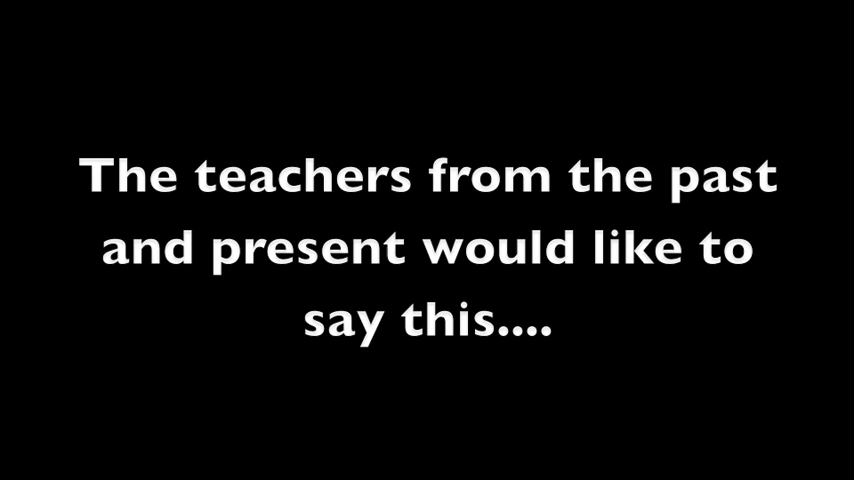 The teachers from the past
and present would like to
say this....